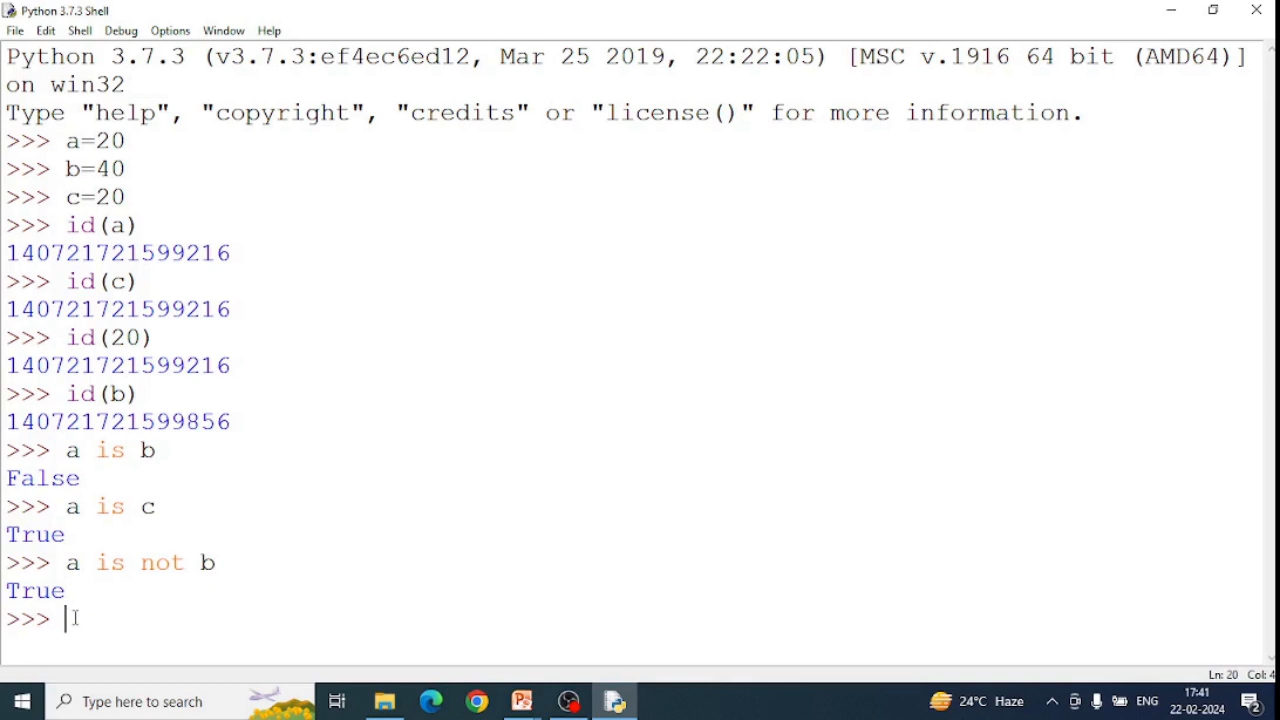 Python 3.7.3 Shell
File Edit Shell Debug Options Window Help
Python 3.7.3 (v3.7.3:ef4ec6ed12, Mar 25 2019, 22:22:05) [MSC v.1916 64 bit (AMD64)]
on win32
Type "help", "copyright", "credits" or "license()" for more information.
>>> a=20
>>> b=40
>>> c=20
>>> id(a)
140721721599216
>>> id(c)
140721721599216
>>> id(20)
140721721599216
>>> id(b)
140721721599856
>>> a is b
False
>>> a is c
True
>>> a is not b
True
>>>
Ln: 20 Col: 4
Type here to search
24°C Haze
ENG
17:41
22-02-2024
2